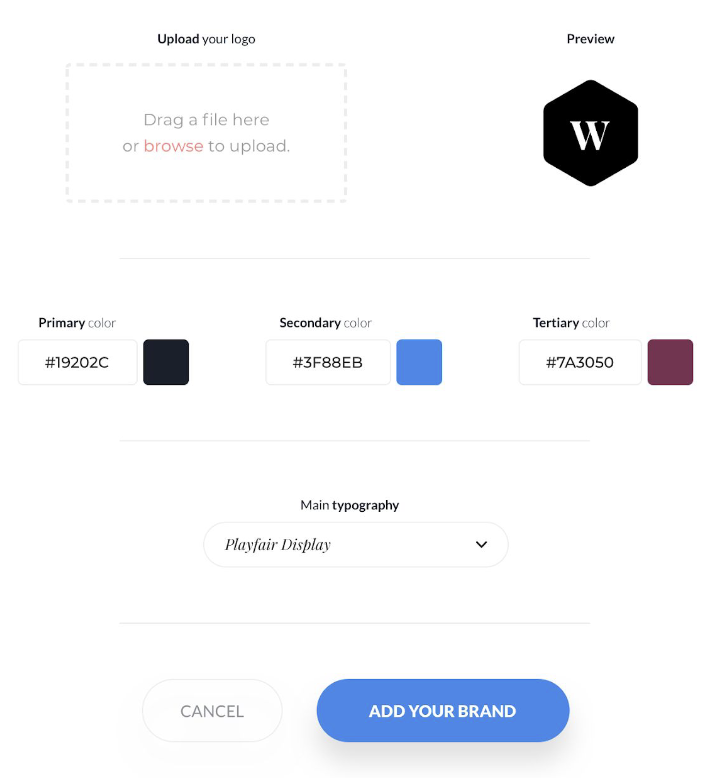 Upload your logo
Preview
Drag a file here
or browse to upload.
W
Primary color
Secondary color
Tertiary color
#19202C
#3F88EB
#7A3050
Main typography
Playfair Display
CANCEL
ADD YOUR BRAND